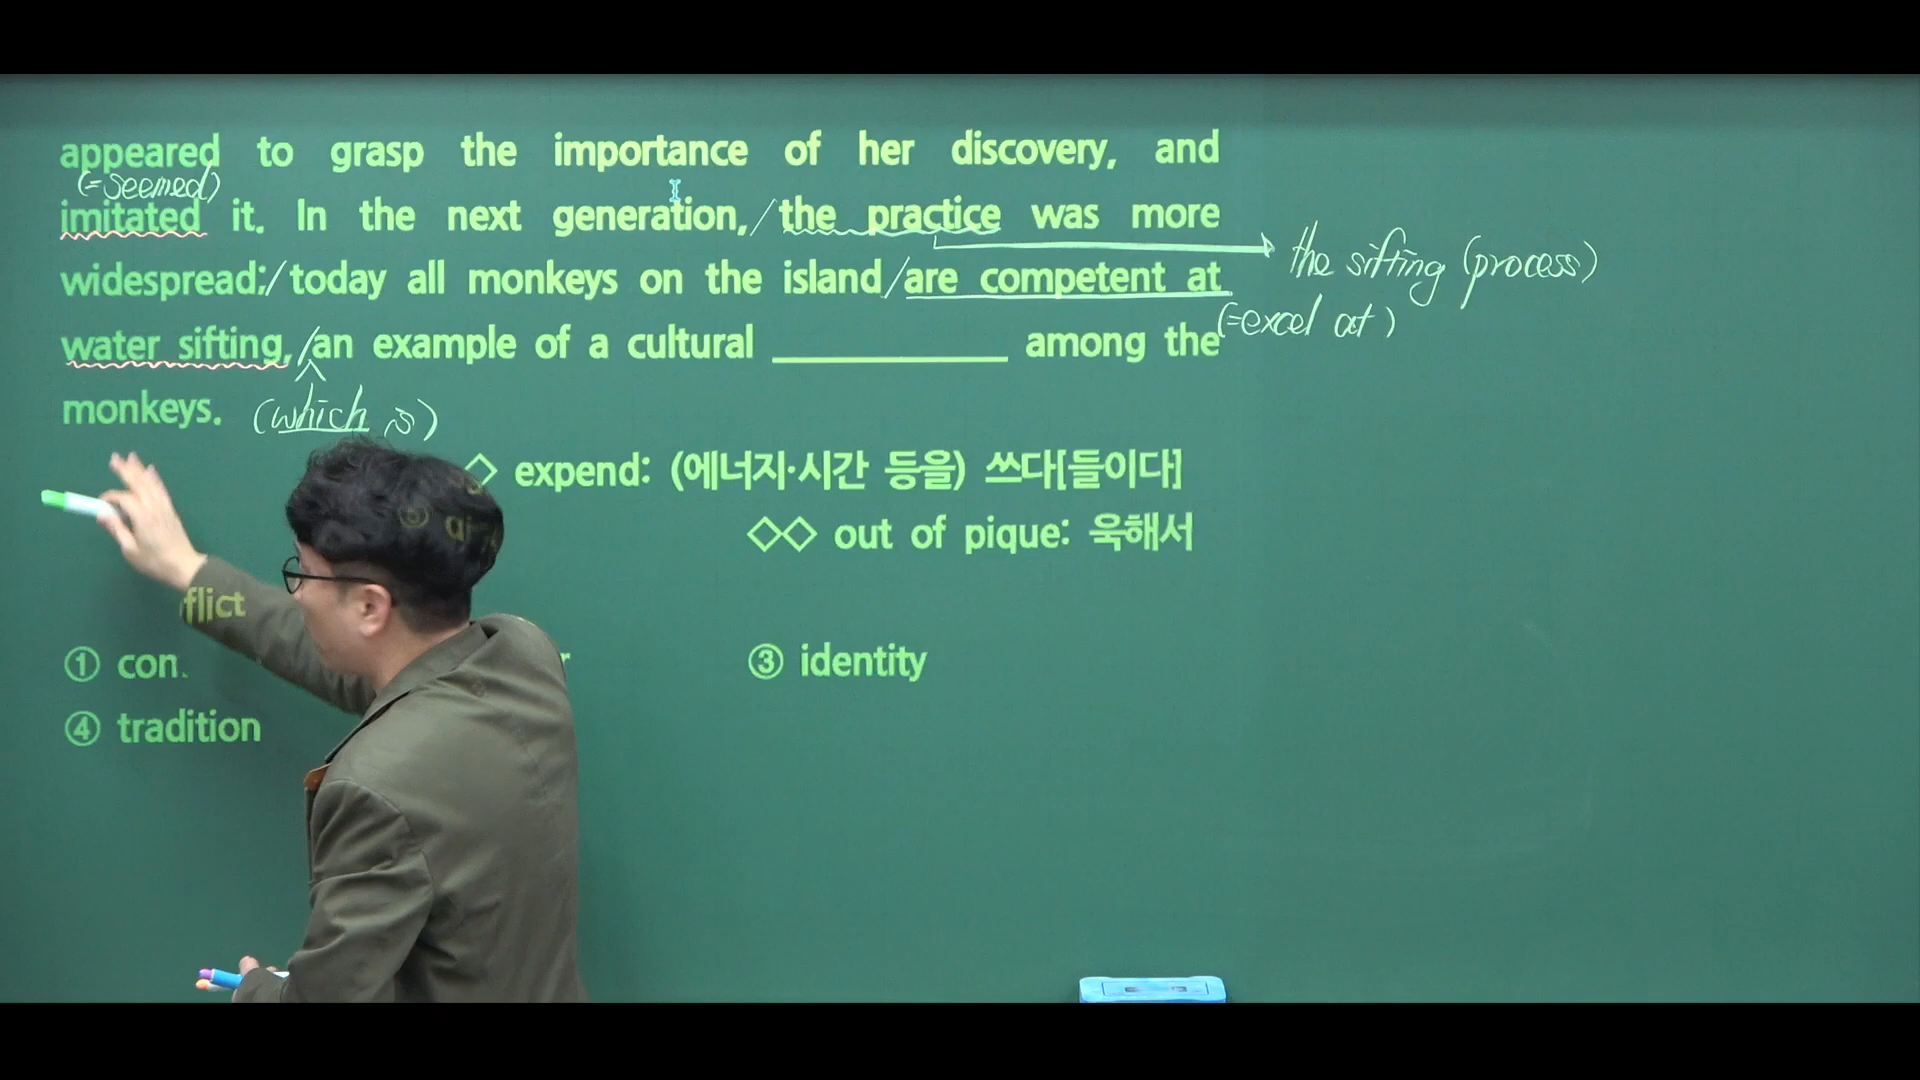 appeared to grasp the importance of her discovery, and
(=seemed)
imitated it. In the next generation, / the practice was more
the sifting (process)
widespread; / today all monkeys on the island / are competent at
(=excel at)
water sifting, / an example of a cultural ____________ among the
monkeys. (which is)
◇ expend: (에너지·시간 등을) 쓰다[들이다]
◇◇ out of pique: 욱해서
flict
① con
③ identity
④ tradition